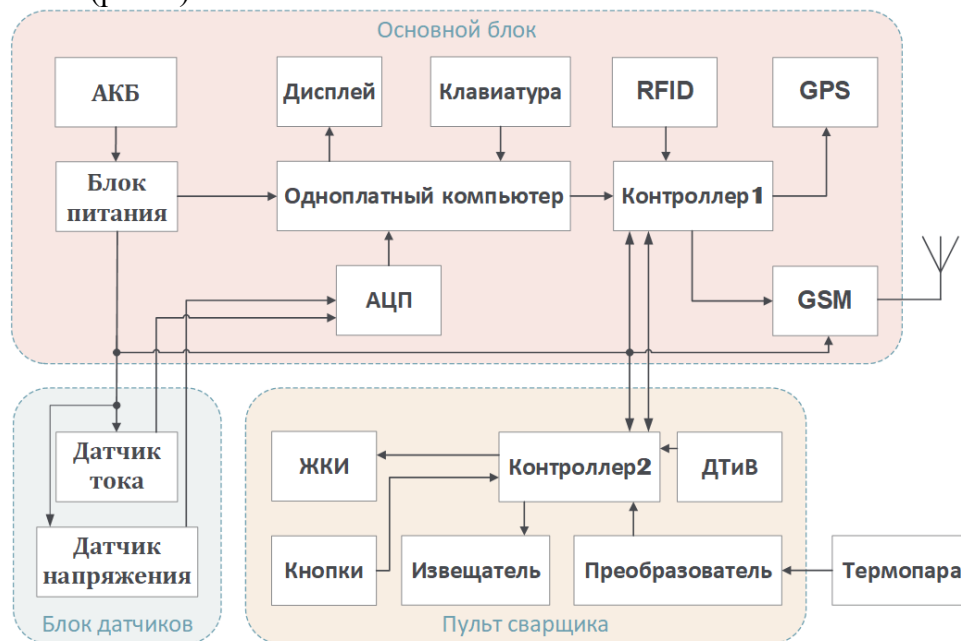 Основной блок
АКБ
Дисплей
Клавиатура
RFID
GPS
Блок
питания
Одноплатный компьютер
Контроллер1
АЦП
GSM
Датчик
тока
ЖКИ
Контроллер2
ДТиВ
Датчик
напряжения
Кнопки
Извещатель
Преобразователь
Термопара
Блок датчиков
Пульт сварщика